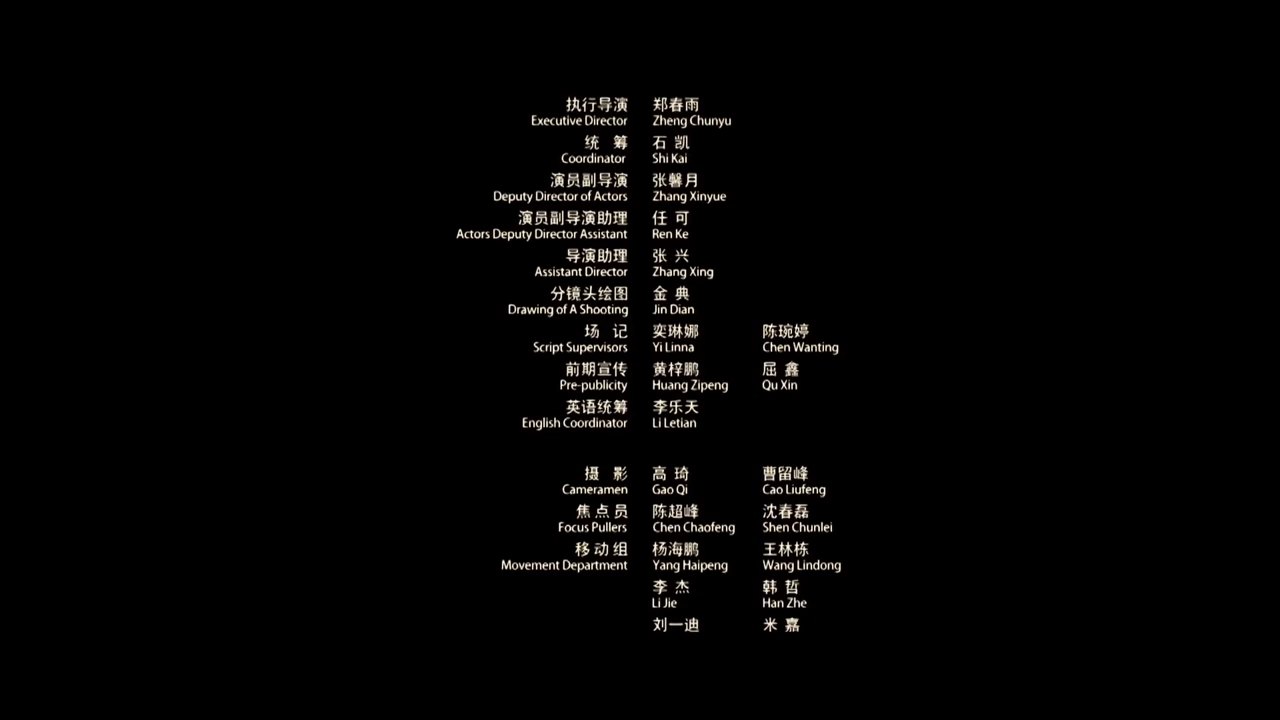 执行导演 郑春雨
Executive Director Zheng Chunyu
统 筹 石 凯
Coordinator Shi Kai
演员副导演 张馨月
Deputy Director of Actors Zhang Xinyue
演员副导演助理 任 可
Actors Deputy Director Assistant Ren Ke
导演助理 张 兴
Assistant Director Zhang Xing
分镜头绘图 金 典
Drawing of A Shooting Jin Dian
场 记 奕琳娜 陈琬婷
Script Supervisors Yi Linna Chen Wanting
前期宣传 黄梓鹏 屈 鑫
Pre-publicity Huang Zipeng Qu Xin
英语统筹 李乐天
English Coordinator Li Letian
摄 影 高 琦 曹留峰
Cameramen Gao Qi Cao Liufeng
焦点员 陈超峰 沈春磊
Focus Pullers Chen Chaofeng Shen Chunlei
移动组 杨海鹏 王林栋
Movement Department Yang Haipeng Wang Lindong
李 杰 韩 哲
Li Jie Han Zhe
刘一迪 米 嘉